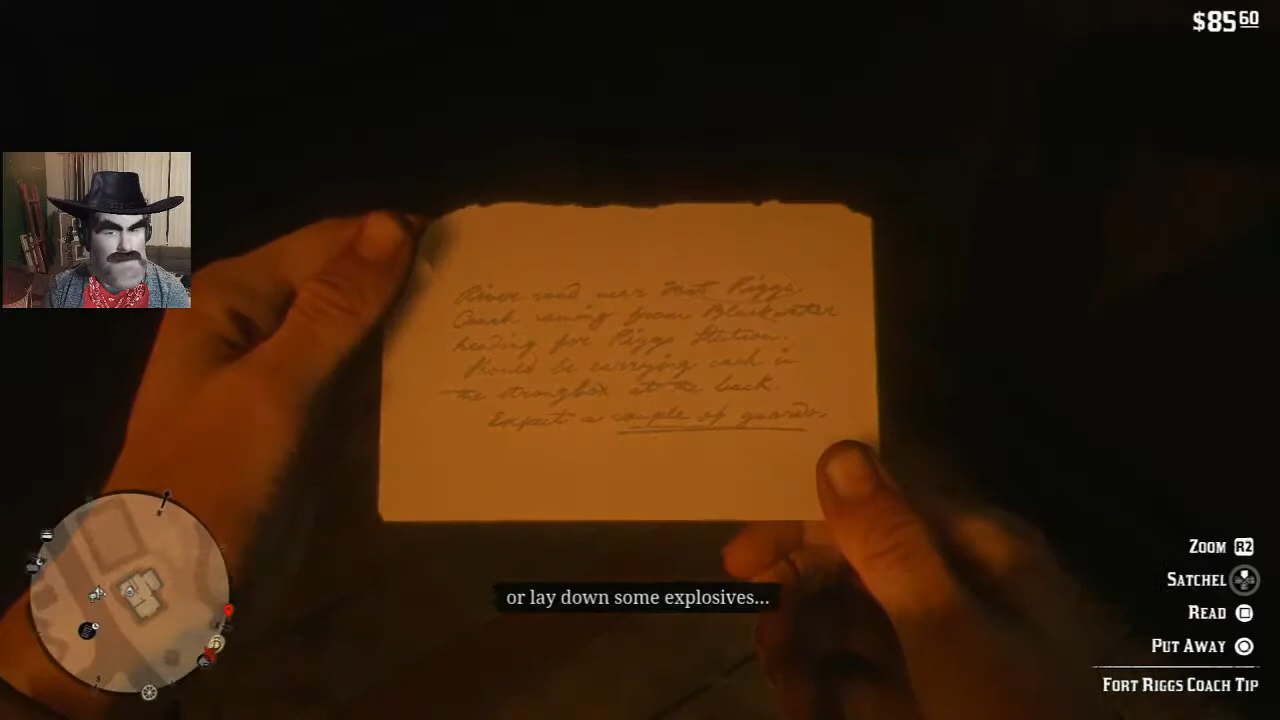 $85 60
River road near Fort Riggs
Coach coming from Blackwater
heading for Riggs Station.
Should be carrying cash in
the strongbox at the back.
Expect a couple of guards.
or lay down some explosives...
ZOOM R2
SATCHEL
READ
PUT AWAY
FORT RIGGS COACH TIP